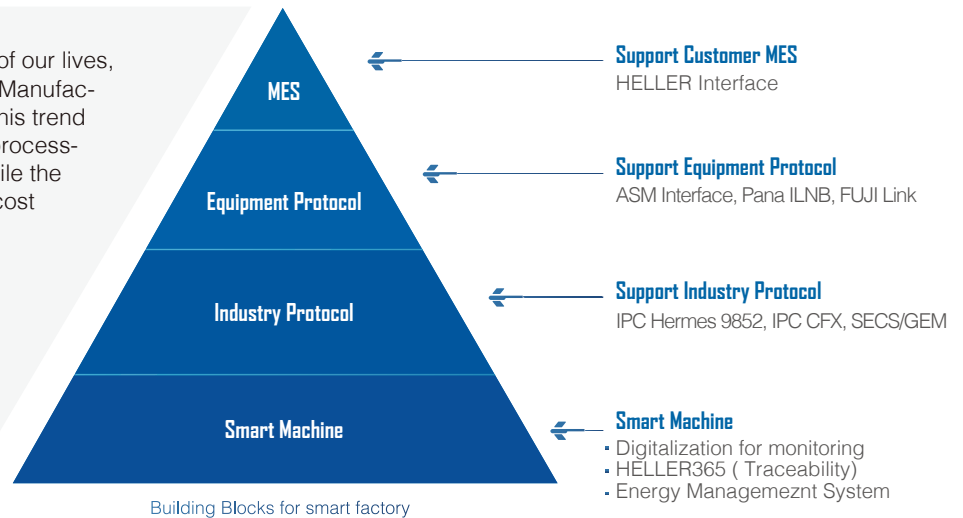 of our lives,
Manufac-
his trend
process-
ile the
cost
MES
Equipment Protocol
Industry Protocol
Smart Machine
Building Blocks for smart factory
Support Customer MES
HELLER Interface
Support Equipment Protocol
ASM Interface, Pana ILNB, FUJI Link
Support Industry Protocol
IPC Hermes 9852, IPC CFX, SECS/GEM
Smart Machine
- Digitalization for monitoring
- HELLER365 ( Traceability)
- Energy Managemeznt System